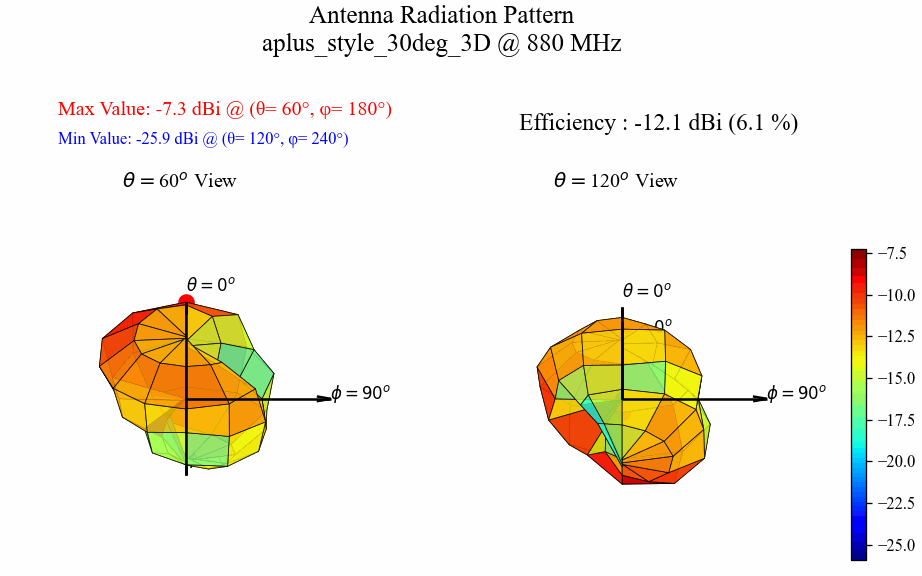 Antenna Radiation Pattern
aplus_style_30deg_3D @ 880 MHz
Max Value: -7.3 dBi @ (θ= 60°, φ= 180°)
Min Value: -25.9 dBi @ (θ= 120°, φ= 240°)
Efficiency : -12.1 dBi (6.1 %)
θ = 60° View
θ = 120° View
θ = 0°
ϕ = 90°
θ = 0°
0°
ϕ = 90°
−7.5
−10.0
−12.5
−15.0
−17.5
−20.0
−22.5
−25.0